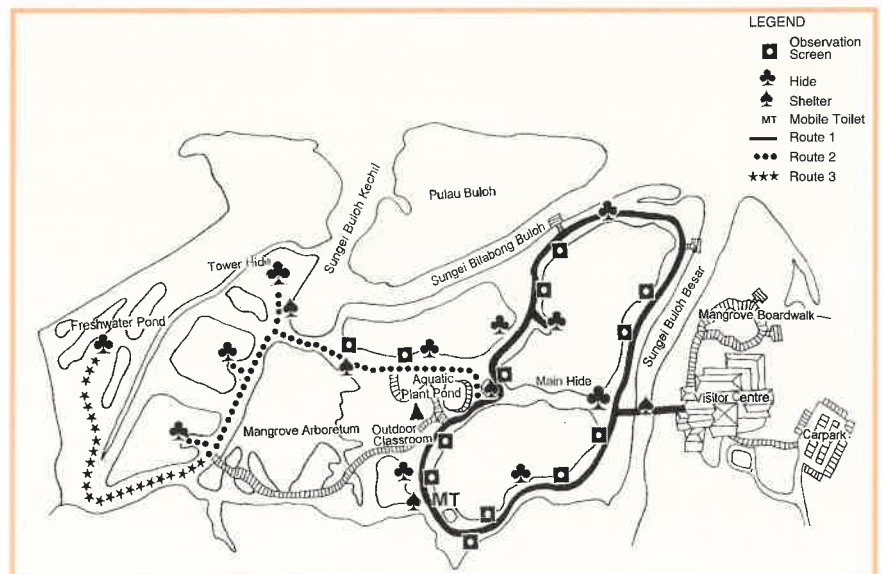 LEGEND
Observation
Screen
Hide
Shelter
MT Mobile Toilet
Route 1
Route 2
Route 3
Pulau Buloh
Sungei Buloh Kechil
Sungei Bilabong Buloh
Tower Hide
Sungei Buloh Besar
Freshwater Pond
Mangrove Boardwalk
Aquatic
Plant Pond
Main Hide
Visitor Centre
Mangrove Arboretum
Outdoor
Classroom
Carpark
MT